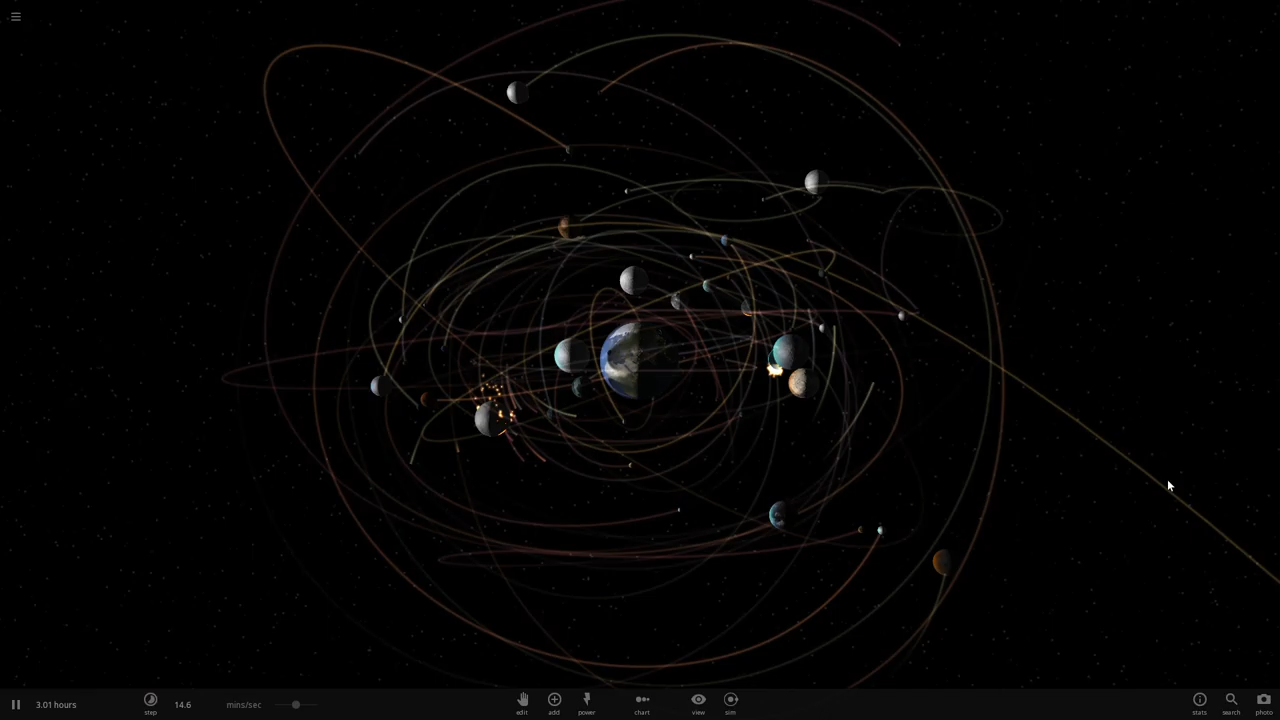 3.01 hours
step
14.6
mins/sec
edit
add
power
chart
view
sim
stats
search
photo